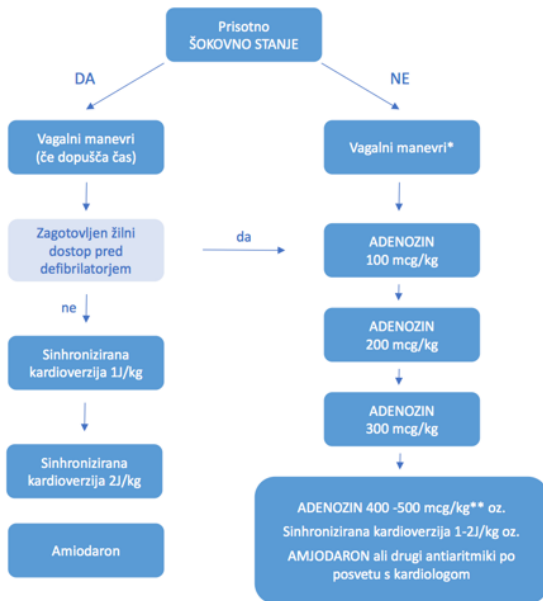 Prisotno
ŠOKOVNO STANJE
DA
NE
Vagalni manevri
(če dopušča čas)
Vagalni manevri*
Zagotovljen žilni
dostop pred
defibrilatorjem
da
ADENOZIN
100 mcg/kg
ne
Sinhronizirana
kardioverzija 1J/kg
ADENOZIN
200 mcg/kg
ADENOZIN
300 mcg/kg
Sinhronizirana
kardioverzija 2J/kg
Amiodaron
ADENOZIN 400 -500 mcg/kg** oz.
Sinhronizirana kardioverzija 1-2J/kg oz.
AMJODARON ali drugi antiaritmiki po
posvetu s kardiologom